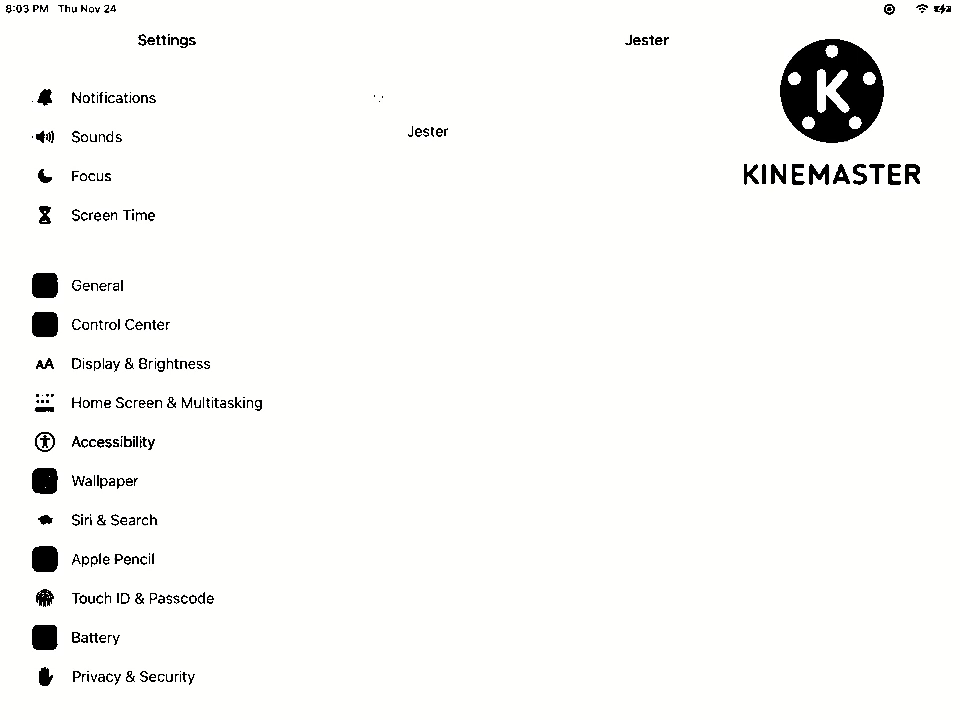 8:03 PM Thu Nov 24
Settings
Jester
Notifications
Jester
Sounds
Focus
Screen Time
General
Control Center
Display & Brightness
Home Screen & Multitasking
Accessibility
Wallpaper
Siri & Search
Apple Pencil
Touch ID & Passcode
Battery
Privacy & Security
AA
K
KINEMASTER